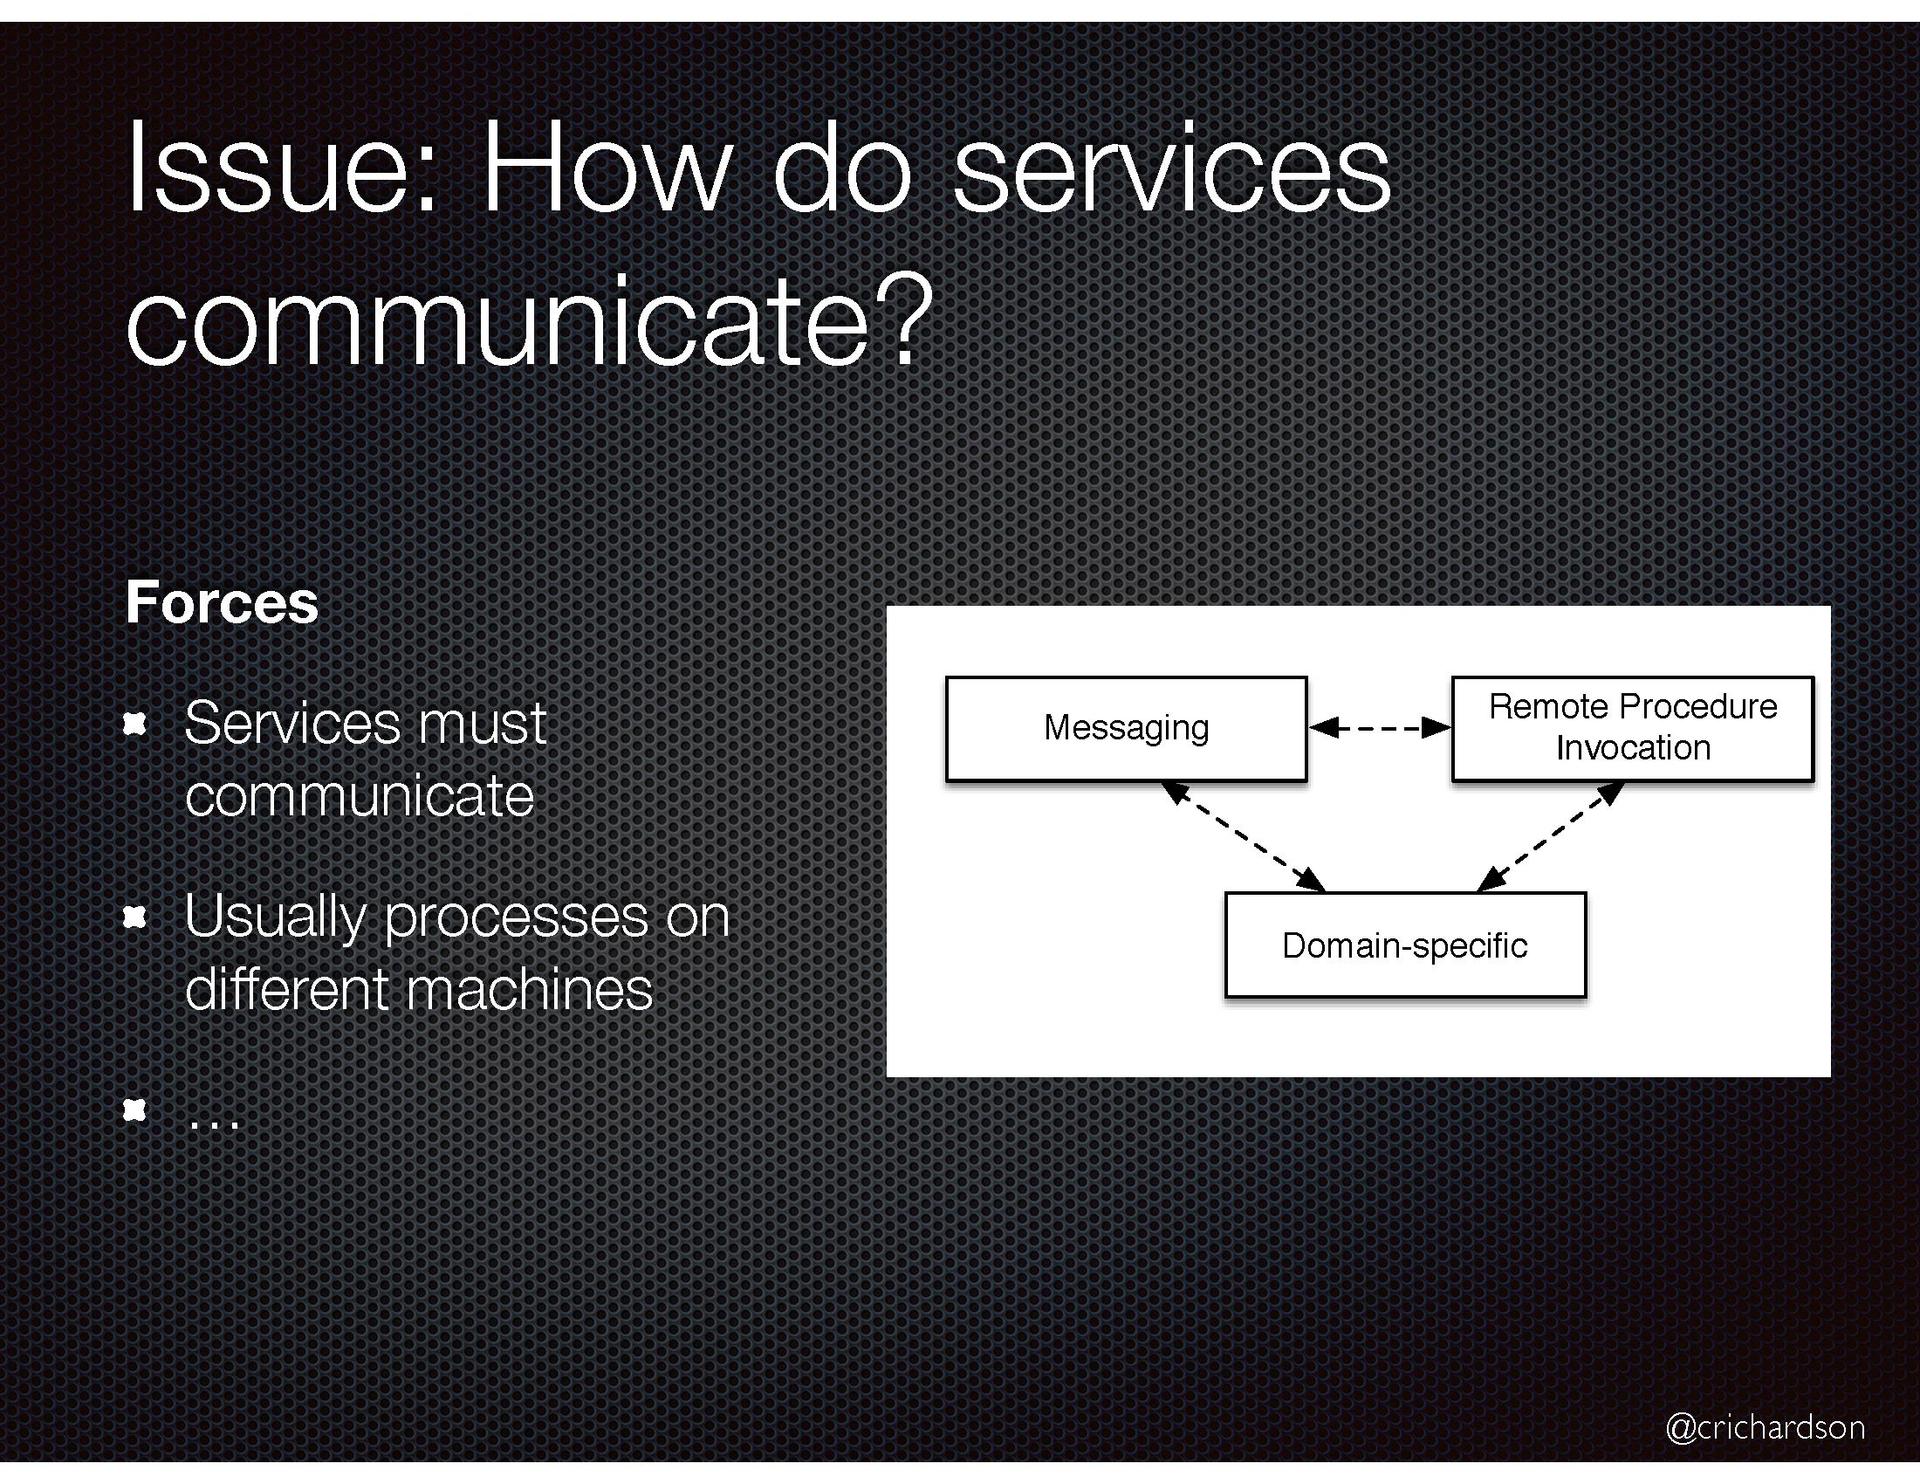 Issue: How do services
communicate?
Forces
Services must
communicate
Usually processes on
different machines
…
Messaging
Remote Procedure
Invocation
Domain-specific
@crichardson